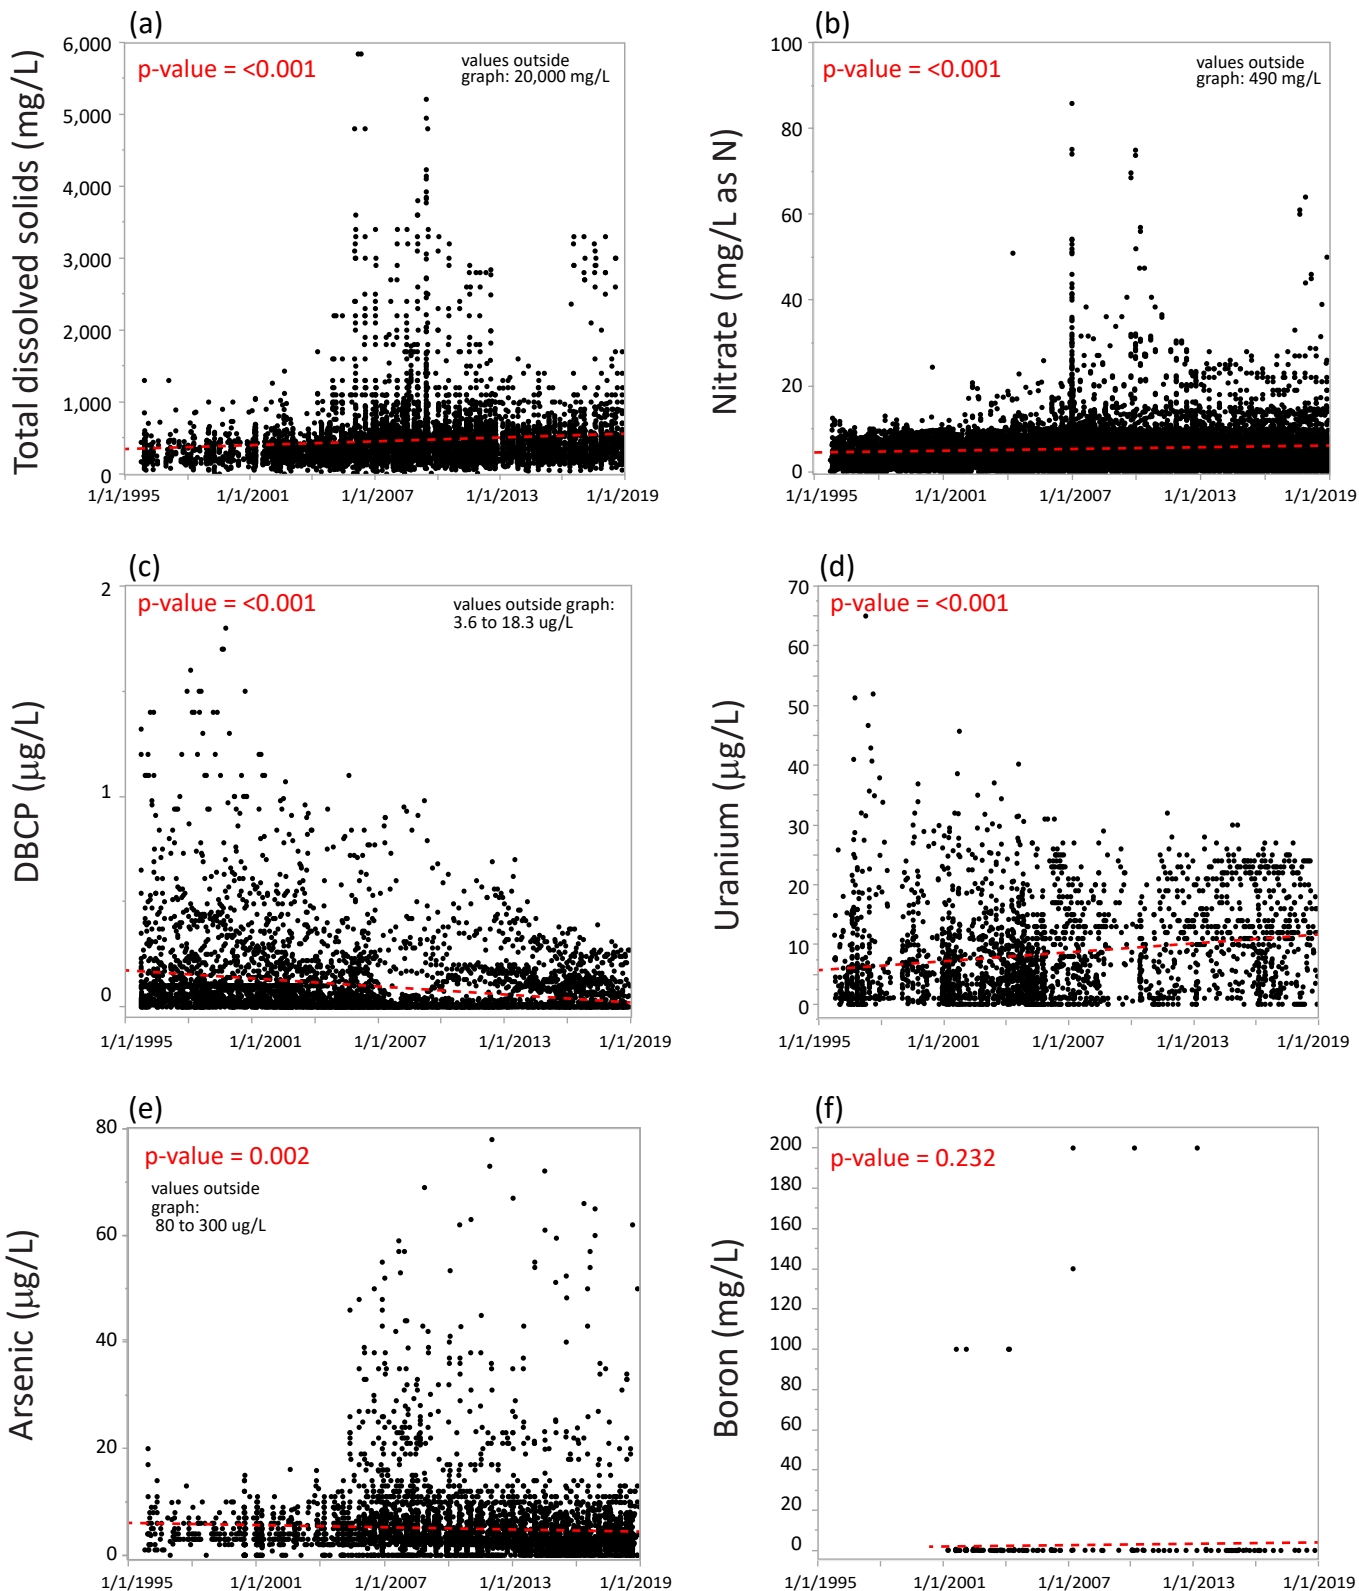 (a)
Total dissolved solids (mg/L)
6,000
5,000
4,000
3,000
2,000
1,000
0
p-value = <0.001
values outside
graph: 20,000 mg/L
1/1/1995
1/1/2001
1/1/2007
1/1/2013
1/1/2019
(b)
Nitrate (mg/L as N)
100
80
60
40
20
0
p-value = <0.001
values outside
graph: 490 mg/L
1/1/1995
1/1/2001
1/1/2007
1/1/2013
1/1/2019
(c)
DBCP (µg/L)
2
1
0
p-value = <0.001
values outside graph:
3.6 to 18.3 ug/L
1/1/1995
1/1/2001
1/1/2007
1/1/2013
1/1/2019
(d)
Uranium (µg/L)
70
60
50
40
30
20
10
0
p-value = <0.001
1/1/1995
1/1/2001
1/1/2007
1/1/2013
1/1/2019
(e)
Arsenic (µg/L)
80
60
40
20
0
p-value = 0.002
values outside
graph:
80 to 300 ug/L
1/1/1995
1/1/2001
1/1/2007
1/1/2013
1/1/2019
(f)
Boron (mg/L)
200
180
160
140
120
100
80
60
40
20
0
p-value = 0.232
1/1/1995
1/1/2001
1/1/2007
1/1/2013
1/1/2019